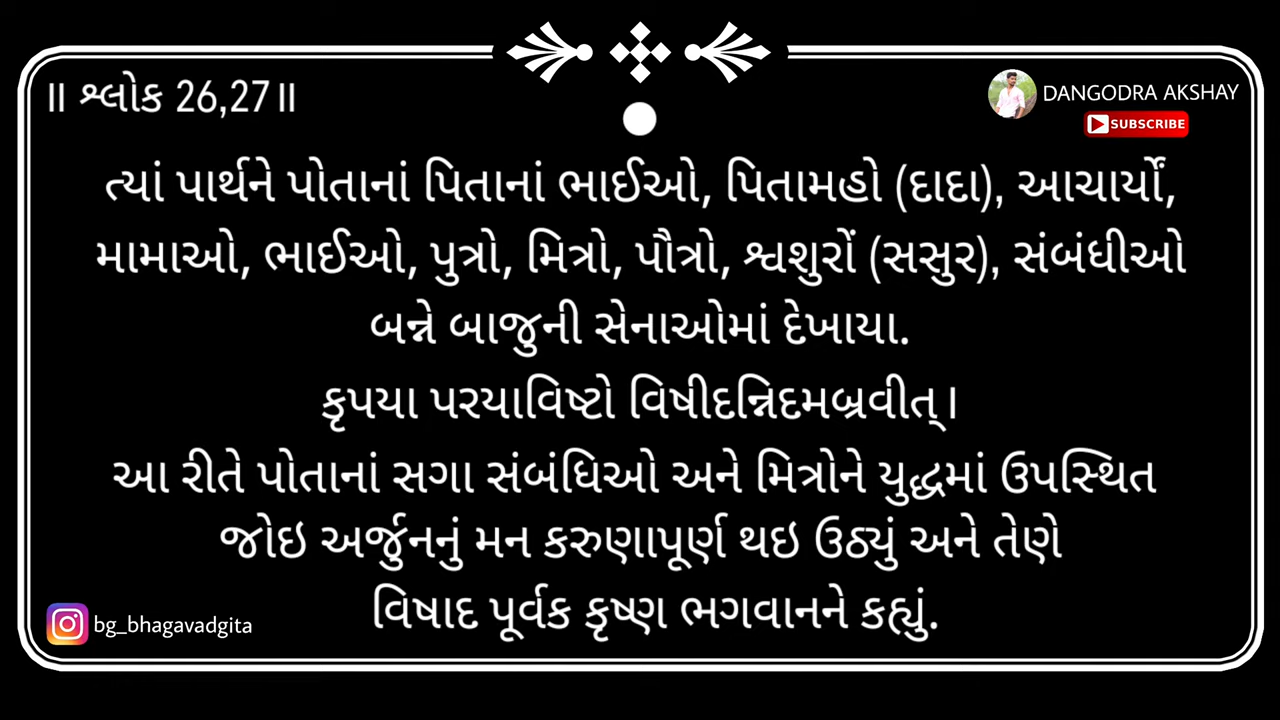 ॥ શ્લોક 26,27॥
DANGODRA AKSHAY
SUBSCRIBE
ત્યાં પાર્થને પોતાનાં પિતાનાં ભાઈઓ, પિતામહો (દાદા), આચાર્યોં,
મામાઓ, ભાઈઓ, પુત્રો, મિત્રો, પૌત્રો, શ્વશુરોં (સસુર), સંબંધીઓ
બન્ને બાજુની સેનાઓમાં દેખાયા.
કૃપયા પરયાવિષ્ટો વિષીદન્નિદમબ્રવીત્।
આ રીતે પોતાનાં સગા સંબંધિઓ અને મિત્રોને યુદ્ધમાં ઉપસ્થિત
જોઇ અર્જુનનું મન કરુણાપૂર્ણ થઇ ઉઠ્યું અને તેણે
વિષાદ પૂર્વક કૃષ્ણ ભગવાનને કહ્યું.
bg_bhagavadgita